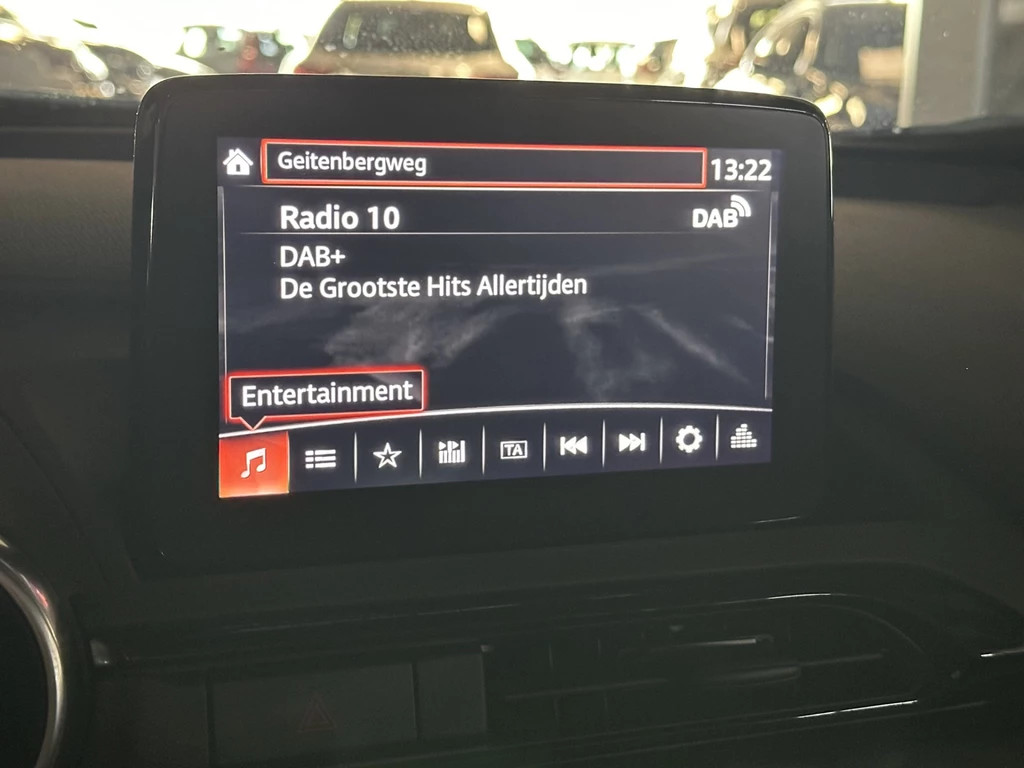 Geitenbergweg
13:22
Radio 10
DAB
DAB+
De Grootste Hits Allertijden
Entertainment
TA